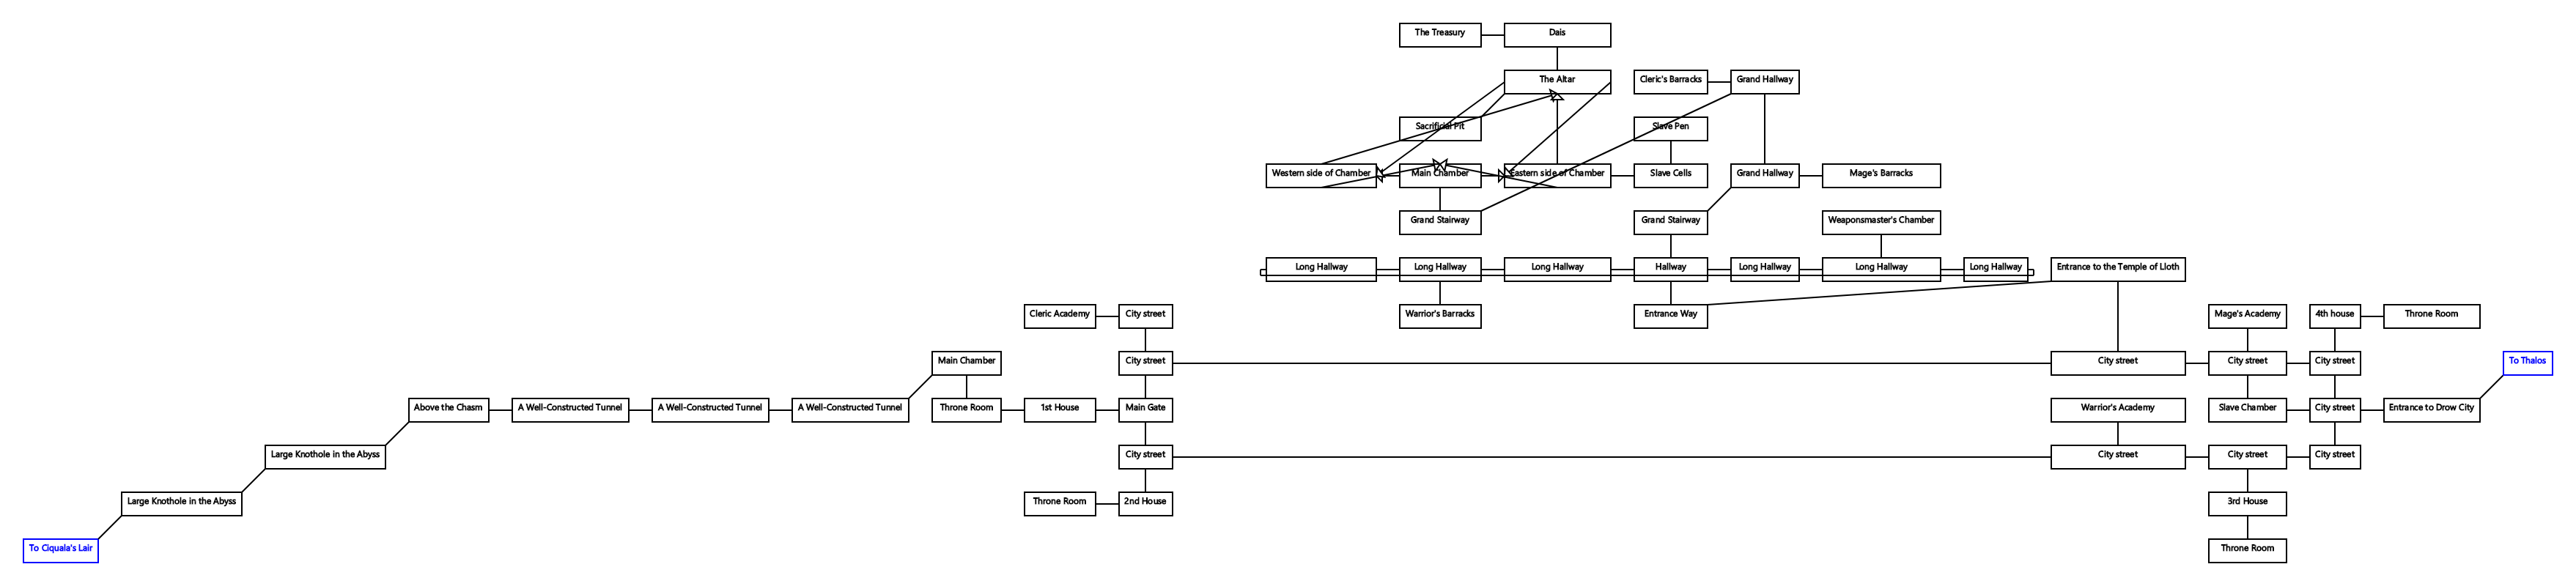 The Treasury
Dais
The Altar
Cleric's Barracks
Grand Hallway
Sacrificial Pit
Slave Pen
Western side of Chamber
Main Chamber
Eastern side of Chamber
Slave Cells
Grand Hallway
Mage's Barracks
Grand Stairway
Grand Stairway
Weaponsmaster's Chamber
Long Hallway
Long Hallway
Long Hallway
Hallway
Long Hallway
Long Hallway
Long Hallway
Entrance to the Temple of Lloth
Cleric Academy
City street
Warrior's Barracks
Entrance Way
Mage's Academy
4th house
Throne Room
Main Chamber
City street
City street
City street
City street
To Thalos
Above the Chasm
A Well-Constructed Tunnel
A Well-Constructed Tunnel
A Well-Constructed Tunnel
Throne Room
1st House
Main Gate
Warrior's Academy
Slave Chamber
City street
Entrance to Drow City
Large Knothole in the Abyss
City street
City street
City street
City street
Large Knothole in the Abyss
Throne Room
2nd House
3rd House
To Ciquala's Lair
Throne Room